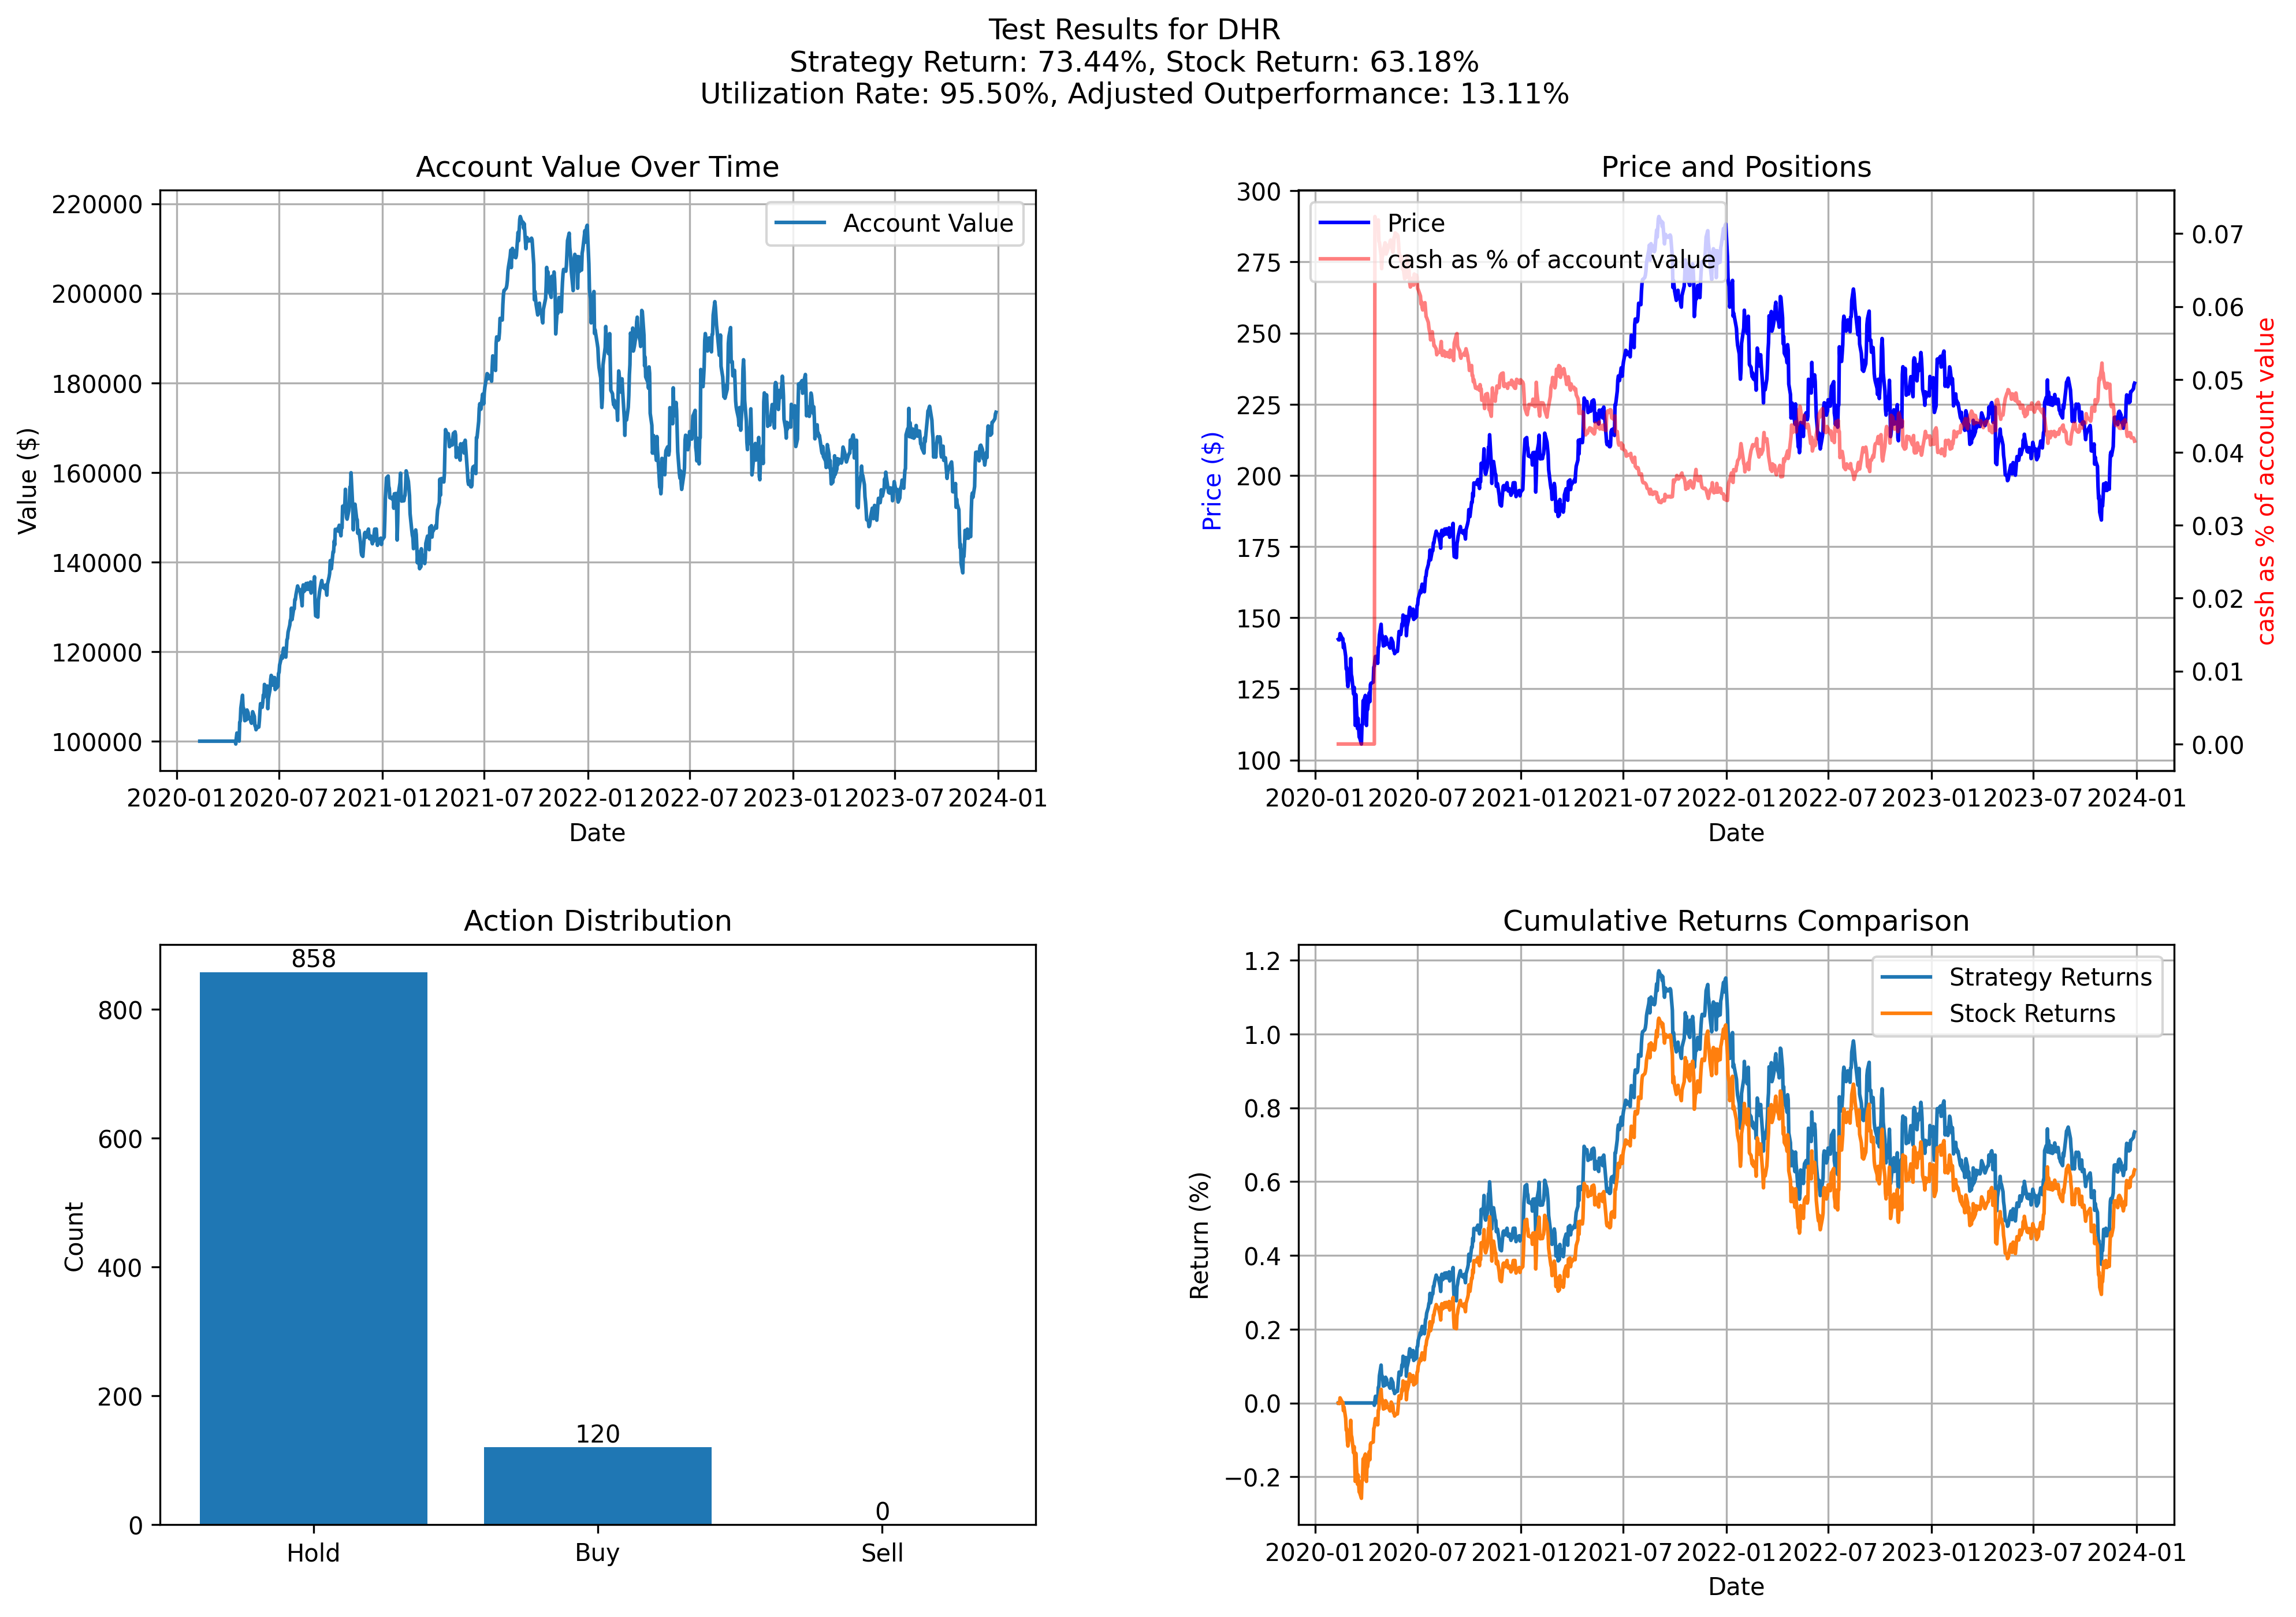 Test Results for DHR
Strategy Return: 73.44%, Stock Return: 63.18%
Utilization Rate: 95.50%, Adjusted Outperformance: 13.11%
Account Value Over Time
220000
200000
180000
160000
140000
120000
100000
Value ($)
Account Value
2020-01 2020-07 2021-01 2021-07 2022-01 2022-07 2023-01 2023-07 2024-01
Date
Price and Positions
300
275
250
225
200
175
150
125
100
Price ($)
Price
cash as % of account value
0.07
0.06
0.05
0.04
0.03
0.02
0.01
0.00
cash as % of account value
2020-01 2020-07 2021-01 2021-07 2022-01 2022-07 2023-01 2023-07 2024-01
Date
Action Distribution
800
600
400
200
0
Count
858
120
0
Hold Buy Sell
Cumulative Returns Comparison
1.2
1.0
0.8
0.6
0.4
0.2
0.0
−0.2
Return (%)
Strategy Returns
Stock Returns
2020-01 2020-07 2021-01 2021-07 2022-01 2022-07 2023-01 2023-07 2024-01
Date